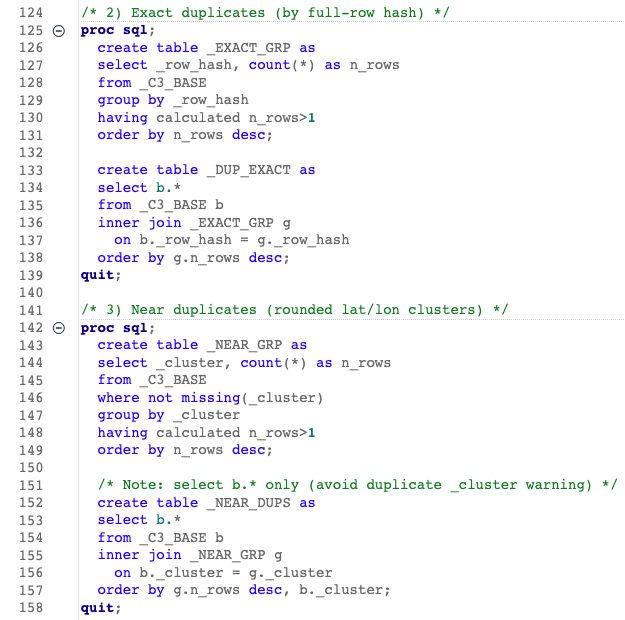 124 /* 2) Exact duplicates (by full-row hash) */
125 proc sql;
126 create table _EXACT_GRP as
127 select _row_hash, count(*) as n_rows
128 from _C3_BASE
129 group by _row_hash
130 having calculated n_rows>1
131 order by n_rows desc;
132
133 create table _DUP_EXACT as
134 select b.*
135 from _C3_BASE b
136 inner join _EXACT_GRP g
137 on b._row_hash = g._row_hash
138 order by g.n_rows desc;
139 quit;
140
141 /* 3) Near duplicates (rounded lat/lon clusters) */
142 proc sql;
143 create table _NEAR_GRP as
144 select _cluster, count(*) as n_rows
145 from _C3_BASE
146 where not missing(_cluster)
147 group by _cluster
148 having calculated n_rows>1
149 order by n_rows desc;
150
151 /* Note: select b.* only (avoid duplicate _cluster warning) */
152 create table _NEAR_DUPS as
153 select b.*
154 from _C3_BASE b
155 inner join _NEAR_GRP g
156 on b._cluster = g._cluster
157 order by g.n_rows desc, b._cluster;
158 quit;